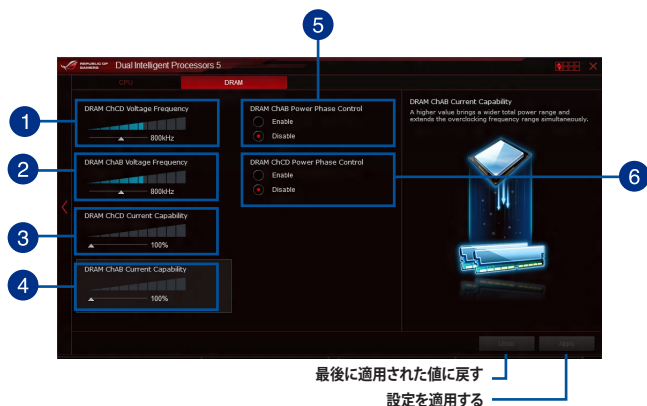 5
REPUBLIC OF GAMERS
Dual Intelligent Processors 5
CPU
DRAM
1
DRAM ChCD Voltage Frequency
800kHz
2
DRAM ChAB Voltage Frequency
800kHz
3
DRAM ChCD Current Capability
100%
4
DRAM ChAB Current Capability
100%
DRAM ChAB Power Phase Control
Enable
Disable
DRAM ChCD Power Phase Control
Enable
Disable
6
DRAM ChAB Current Capability
A higher value brings a wider total power range and
extends the overclocking frequency range simultaneously.
Undo
Apply
最後に適用された値に戻す
設定を適用する